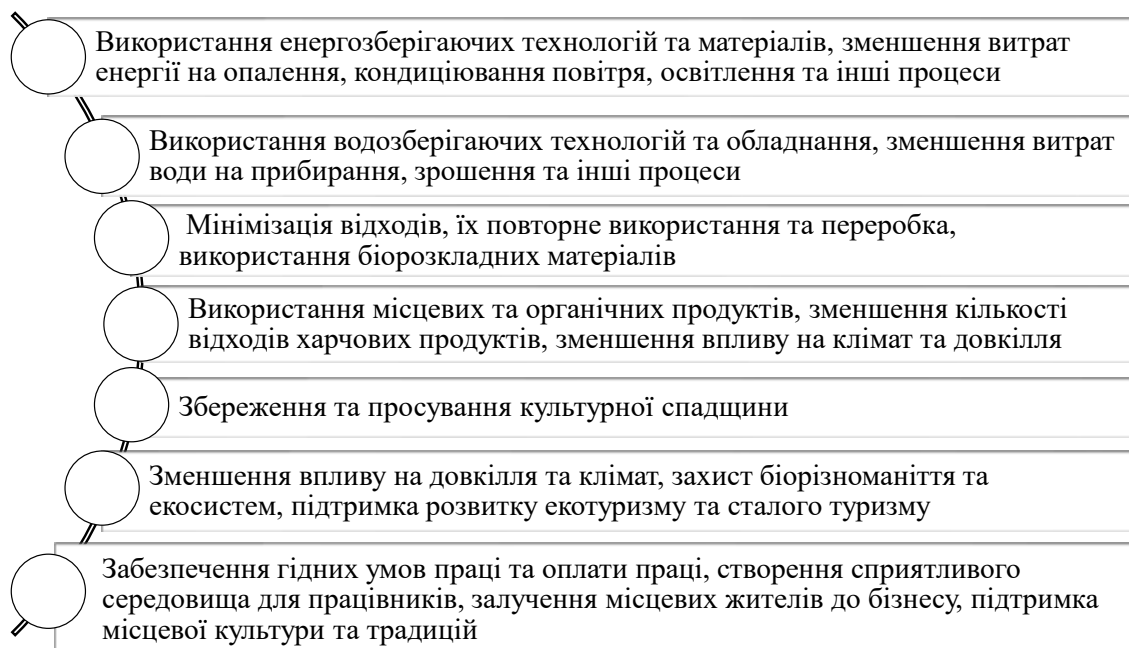 Використання енергозберігаючих технологій та матеріалів, зменшення витрат
енергії на опалення, кондиціювання повітря, освітлення та інші процеси
Використання водозберігаючих технологій та обладнання, зменшення витрат
води на прибирання, зрошення та інші процеси
Мінімізація відходів, їх повторне використання та переробка,
використання біорозкладних матеріалів
Використання місцевих та органічних продуктів, зменшення кількості
відходів харчових продуктів, зменшення впливу на клімат та довкілля
Збереження та просування культурної спадщини
Зменшення впливу на довкілля та клімат, захист біорізноманіття та
екосистем, підтримка розвитку екотуризму та сталого туризму
Забезпечення гідних умов праці та оплати праці, створення сприятливого
середовища для працівників, залучення місцевих жителів до бізнесу, підтримка
місцевої культури та традицій